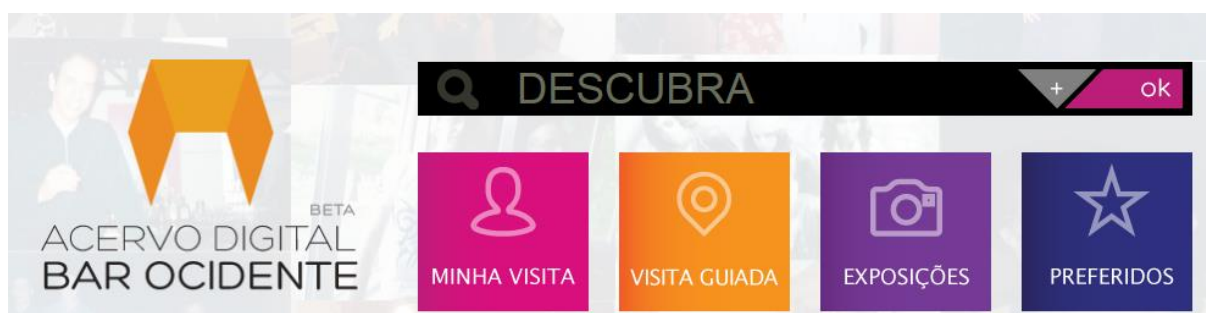 DESCUBRA + ok
BETA
ACERVO DIGITAL
BAR OCIDENTE
MINHA VISITA
VISITA GUIADA
EXPOSIÇÕES
PREFERIDOS